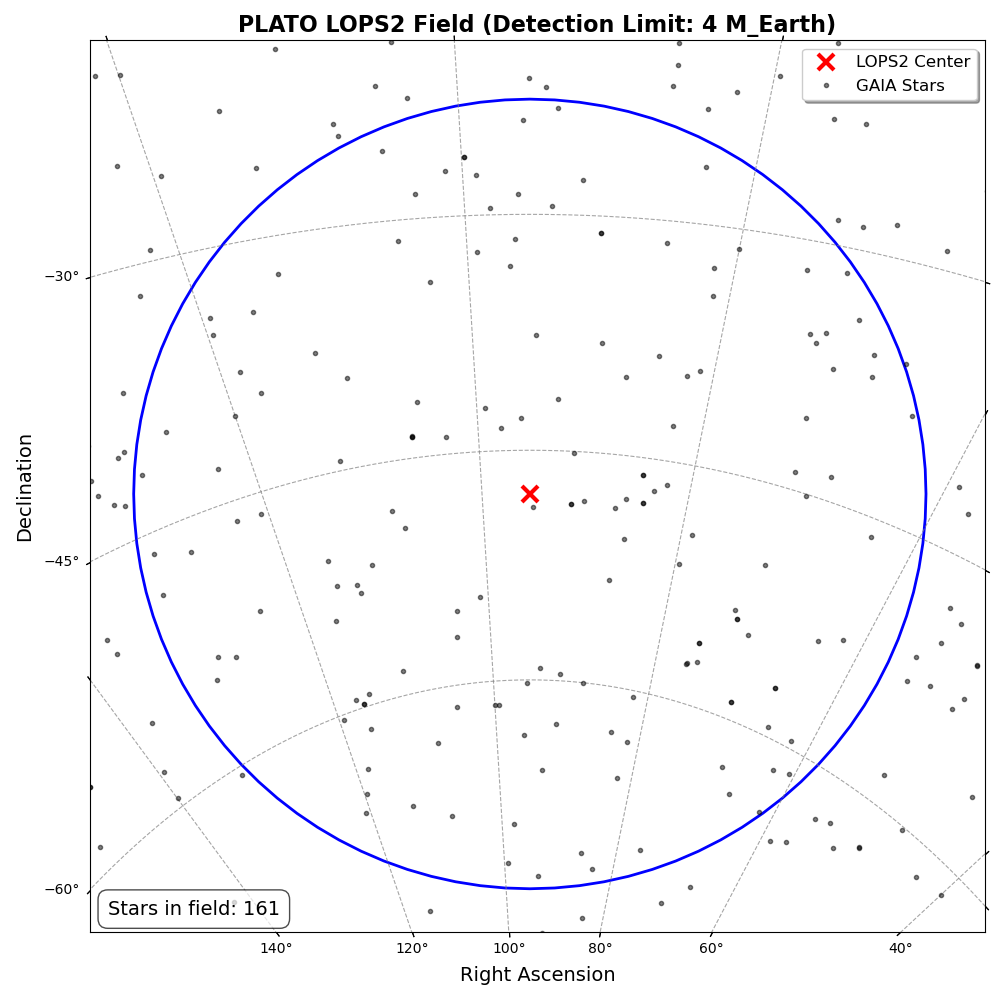 PLATO LOPS2 Field (Detection Limit: 4 M_Earth)
LOPS2 Center
GAIA Stars
−30°
Declination
−45°
−60°
Stars in field: 161
140°
120°
100°
80°
60°
40°
Right Ascension